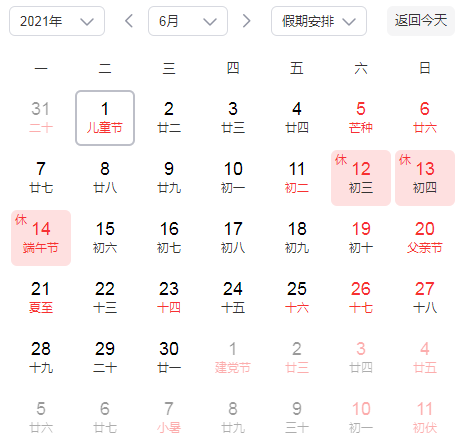 2021年 6月 假期安排 返回今天
一 二 三 四 五 六 日
31 1 2 3 4 5 6
二十 儿童节 廿二 廿三 廿四 芒种 廿六
7 8 9 10 11 休 12 休 13
廿七 廿八 廿九 初一 初二 初三 初四
休 14 15 16 17 18 19 20
端午节 初六 初七 初八 初九 初十 父亲节
21 22 23 24 25 26 27
夏至 十三 十四 十五 十六 十七 十八
28 29 30 1 2 3 4
十九 二十 廿一 建党节 廿三 廿四 廿五
5 6 7 8 9 10 11
廿六 廿七 小暑 廿九 三十 初一 初伏